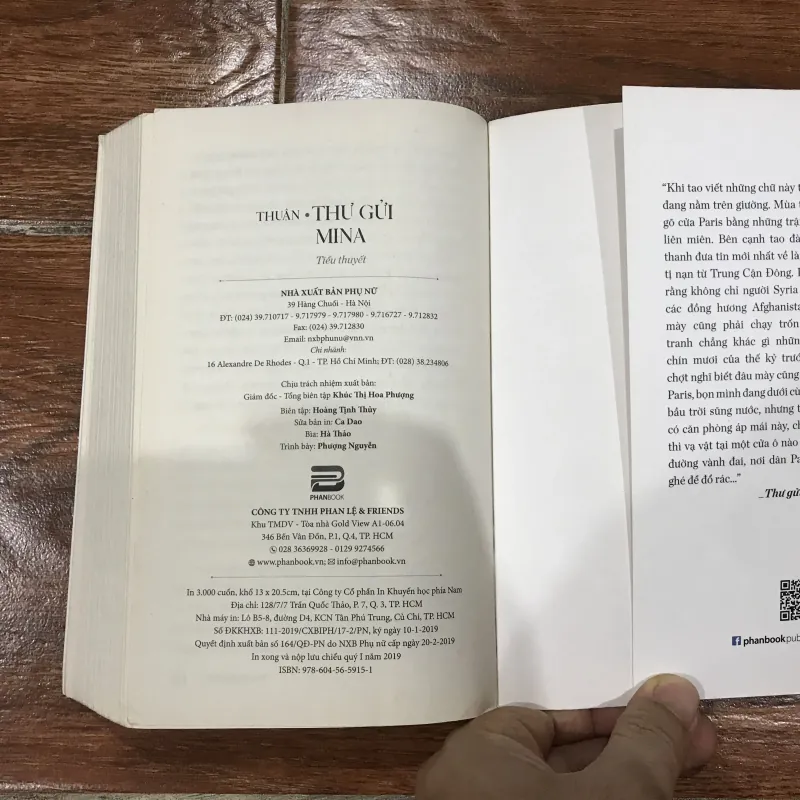 THUẬN • THƯ GỬI
MINA
Tiểu thuyết
NHÀ XUẤT BẢN PHỤ NỮ
39 Hàng Chuối - Hà Nội
ĐT: (024) 39.710717 - 9.717979 - 9.717980 - 9.716727 - 9.712832
Fax: (024) 39.712830
Email: nxbphunu@vnn.vn
Chi nhánh:
16 Alexandre De Rhodes - Q.1 - TP. Hồ Chí Minh; ĐT: (028) 38.234806
Chịu trách nhiệm xuất bản:
Giám đốc - Tổng biên tập Khúc Thị Hoa Phượng
Biên tập: Hoàng Tịnh Thủy
Sửa bản in: Ca Dao
Bìa: Hà Thảo
Trình bày: Phượng Nguyễn
PHANBOOK
CÔNG TY TNHH PHAN LỆ & FRIENDS
Khu TMDV - Tòa nhà Gold View A1-06.04
346 Bến Vân Đồn, P.1, Q.4, TP. HCM
028 36369928 - 0129 9274566
www.phanbook.vn; info@phanbook.vn
In 3.000 cuốn, khổ 13 x 20.5cm, tại Công ty Cổ phần In Khuyến học phía Nam
Địa chỉ: 128/7/7 Trần Quốc Thảo, P. 7, Q. 3, TP. HCM
Nhà máy in: Lô B5-8, đường D4, KCN Tân Phú Trung, Củ Chi, TP. HCM
Số ĐKKHXB: 111-2019/CXBIPH/17-2/PN, ký ngày 10-1-2019
Quyết định xuất bản số 164/QĐ-PN do NXB Phụ nữ cấp ngày 20-2-2019
In xong và nộp lưu chiểu quý I năm 2019
ISBN: 978-604-56-5915-1
"Khi tao viết những chữ này
đang nằm trên giường. Mùa
gõ cửa Paris bằng những trậ
liên miên. Bên cạnh tao đà
thanh đưa tin mới nhất về là
tị nạn từ Trung Cận Đông.
rằng không chỉ người Syria
các đồng hương Afghanista
mày cũng phải chạy trốn
tranh chẳng khác gì nhữn
chín mươi của thế kỷ trướ
chợt nghĩ biết đâu mày cũng
Paris, bọn mình đang dưới cù
bầu trời sũng nước, nhưng t
có căn phòng áp mái này, ch
thì vạ vật tại một cửa ô nào
đường vành đai, nơi dân Pa
ghé để đổ rác..."
_Thư gửi
phanbookpub